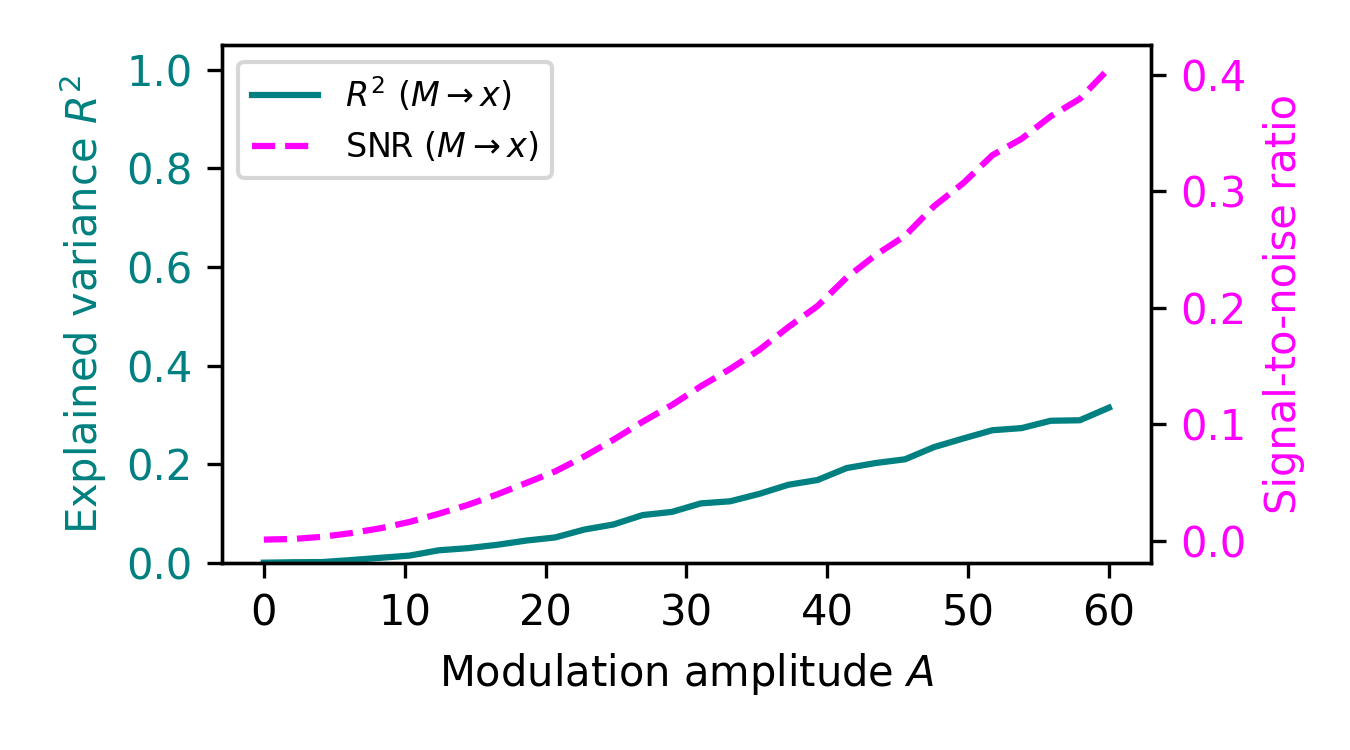 R² (M → x)
SNR (M → x)
Explained variance R²
1.0
0.8
0.6
0.4
0.2
0.0
Signal-to-noise ratio
0.4
0.3
0.2
0.1
0.0
0 10 20 30 40 50 60
Modulation amplitude A